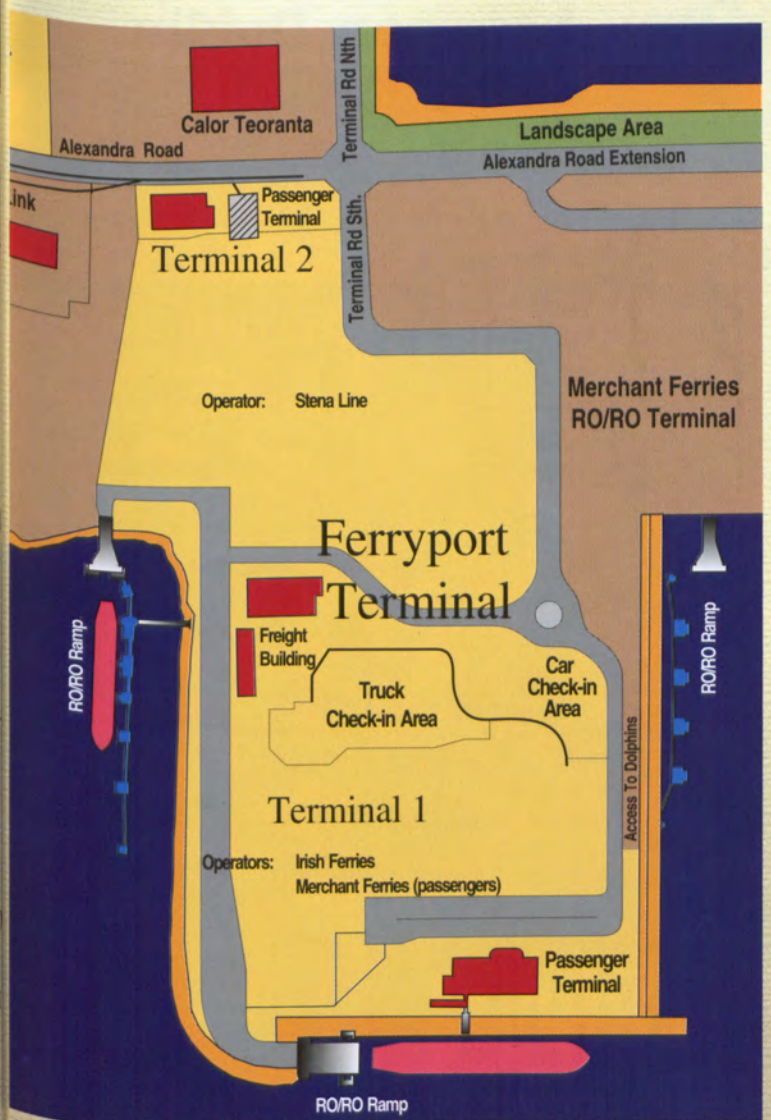 Terminal Rd Nth
Calor Teoranta
Landscape Area
Alexandra Road
Alexandra Road Extension
Link
Passenger
Terminal
Terminal Rd Sth.
Terminal 2
Merchant Ferries
RO/RO Terminal
Operator: Stena Line
Ferryport
Terminal
RO/RO Ramp
RO/RO Ramp
Freight
Building
Car
Check-in
Area
Truck
Check-in Area
Access To Dolphins
Terminal 1
Operators: Irish Ferries
Merchant Ferries (passengers)
Passenger
Terminal
RO/RO Ramp